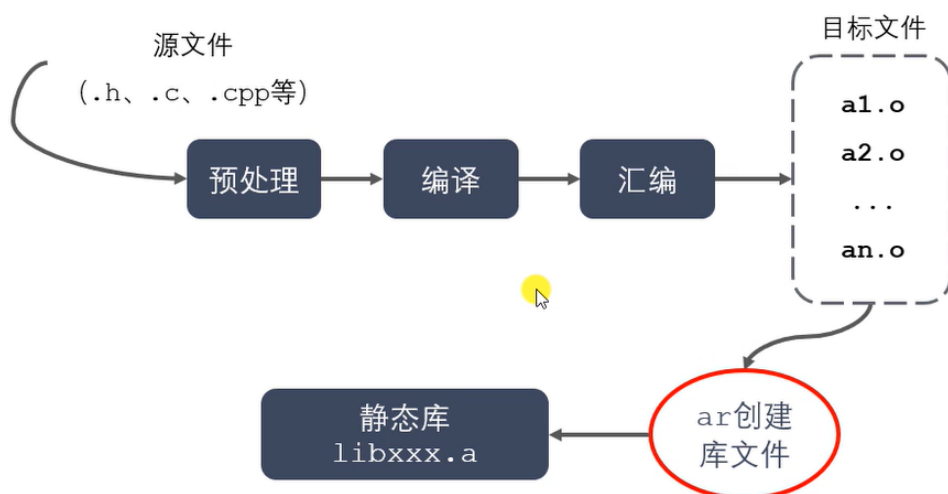 源文件
(.h、.c、.cpp等)
目标文件
a1.o
a2.o
...
an.o
预处理
编译
汇编
ar创建
库文件
静态库
libxxx.a